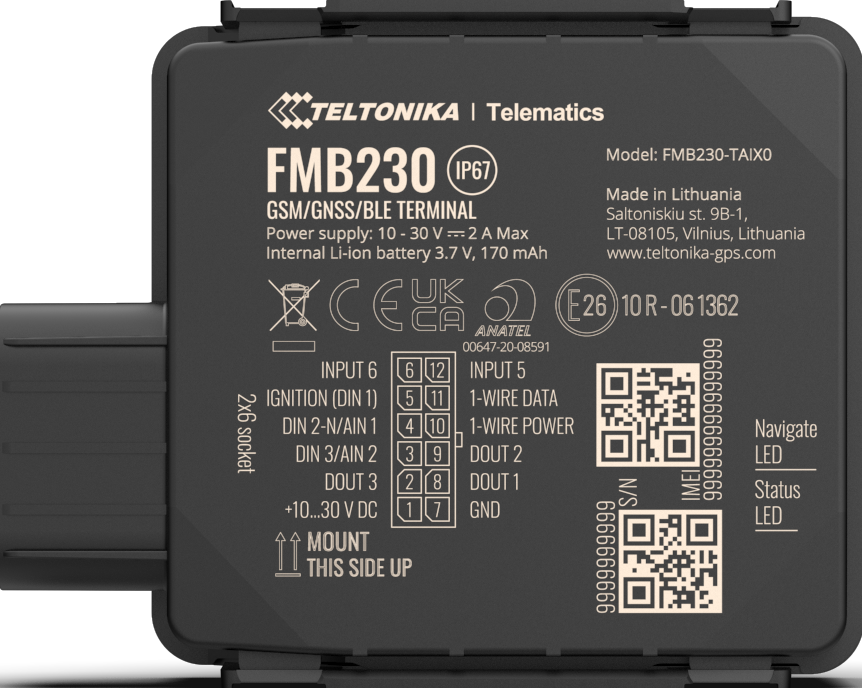 TELTONIKA | Telematics
FMB230 IP67
GSM/GNSS/BLE TERMINAL
Power supply: 10 - 30 V ⎓ 2 A Max
Internal Li-ion battery 3.7 V, 170 mAh
Model: FMB230-TAIX0
Made in Lithuania
Saltoniskiu st. 9B-1,
LT-08105, Vilnius, Lithuania
www.teltonika-gps.com
CE UK CA ANATEL E26 10 R - 06 1362
00647-20-08591
2x6 socket
INPUT 6 6 12 INPUT 5
IGNITION (DIN 1) 5 11 1-WIRE DATA
DIN 2-N/AIN 1 4 10 1-WIRE POWER
DIN 3/AIN 2 3 9 DOUT 2
DOUT 3 2 8 DOUT 1
+10...30 V DC 1 7 GND
MOUNT
THIS SIDE UP
IMEI
999999999999999
S/N
9999999999
Navigate
LED
Status
LED